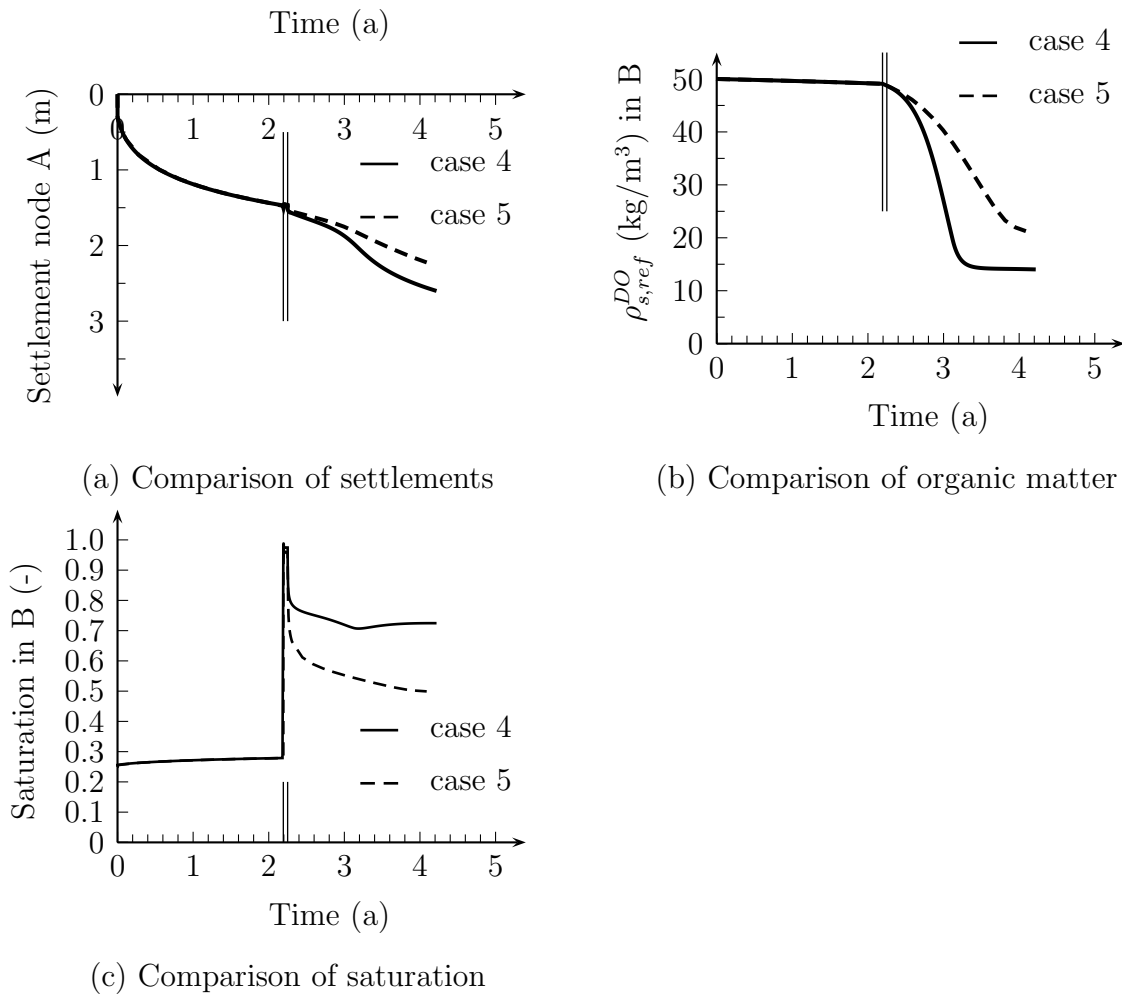 Time (a)
0
0 1 2 3 4 5
1
2
3
Settlement node A (m)
case 4
case 5
(a) Comparison of settlements
case 4
case 5
50
40
30
20
10
0
0 1 2 3 4 5
ρ^{DO}_{s,ref} (kg/m³) in B
Time (a)
(b) Comparison of organic matter
1.0
0.9
0.8
0.7
0.6
0.5
0.4
0.3
0.2
0.1
0
0 1 2 3 4 5
Saturation in B (-)
case 4
case 5
Time (a)
(c) Comparison of saturation